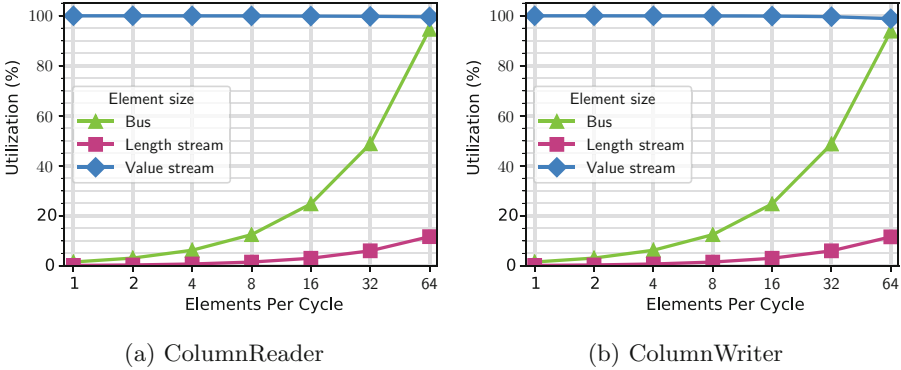 100
80
60
40
20
0
Utilization (%)
Element size
Bus
Length stream
Value stream
1 2 4 8 16 32 64
Elements Per Cycle
(a) ColumnReader
100
80
60
40
20
0
Utilization (%)
Element size
Bus
Length stream
Value stream
1 2 4 8 16 32 64
Elements Per Cycle
(b) ColumnWriter